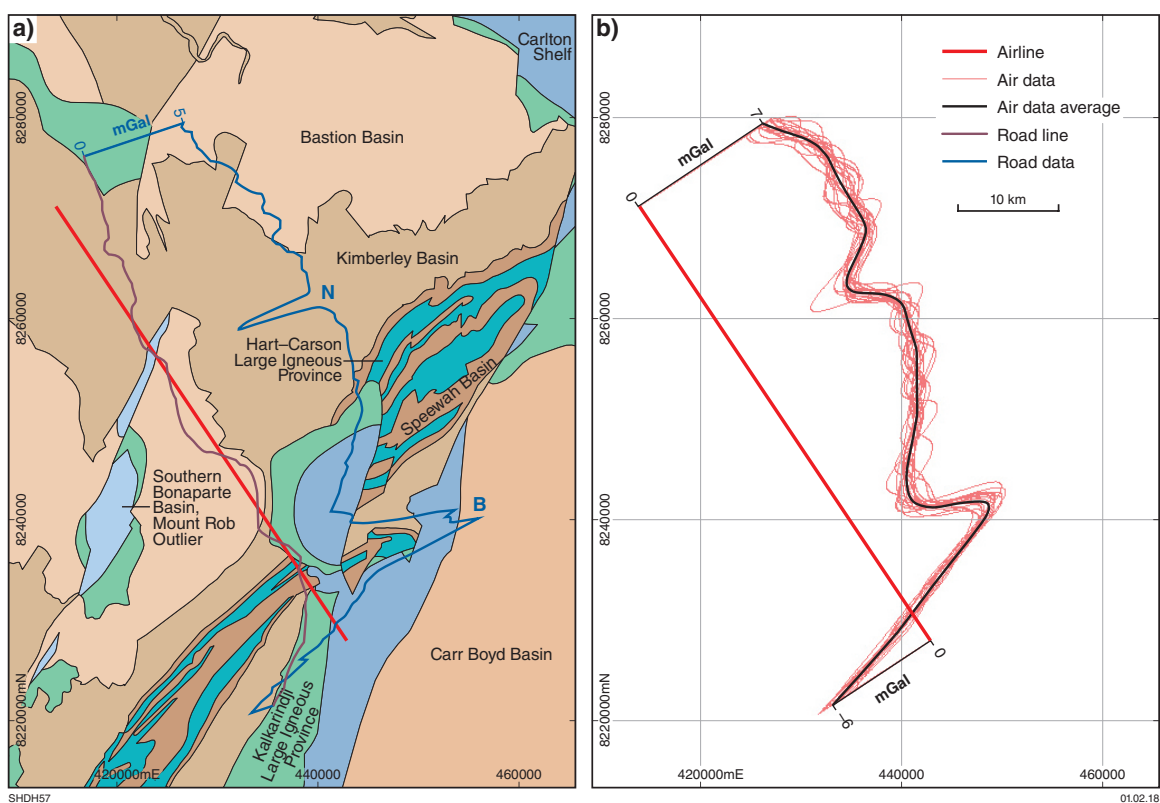 a)
Carlton
Shelf
8280000
mGal
5
0
Bastion Basin
Kimberley Basin
N
8260000
Hart–Carson
Large Igneous
Province
Speewah Basin
Southern
Bonaparte
Basin,
Mount Rob
Outlier
B
8240000
Carr Boyd Basin
Kalkarindji
Large Igneous
Province
8220000mN
420000mE
440000
460000
SHDH57
b)
Airline
Air data
Air data average
Road line
Road data
10 km
8280000
7
mGal
0
8260000
8240000
0
mGal
–6
8220000mN
420000mE
440000
460000
01.02.18